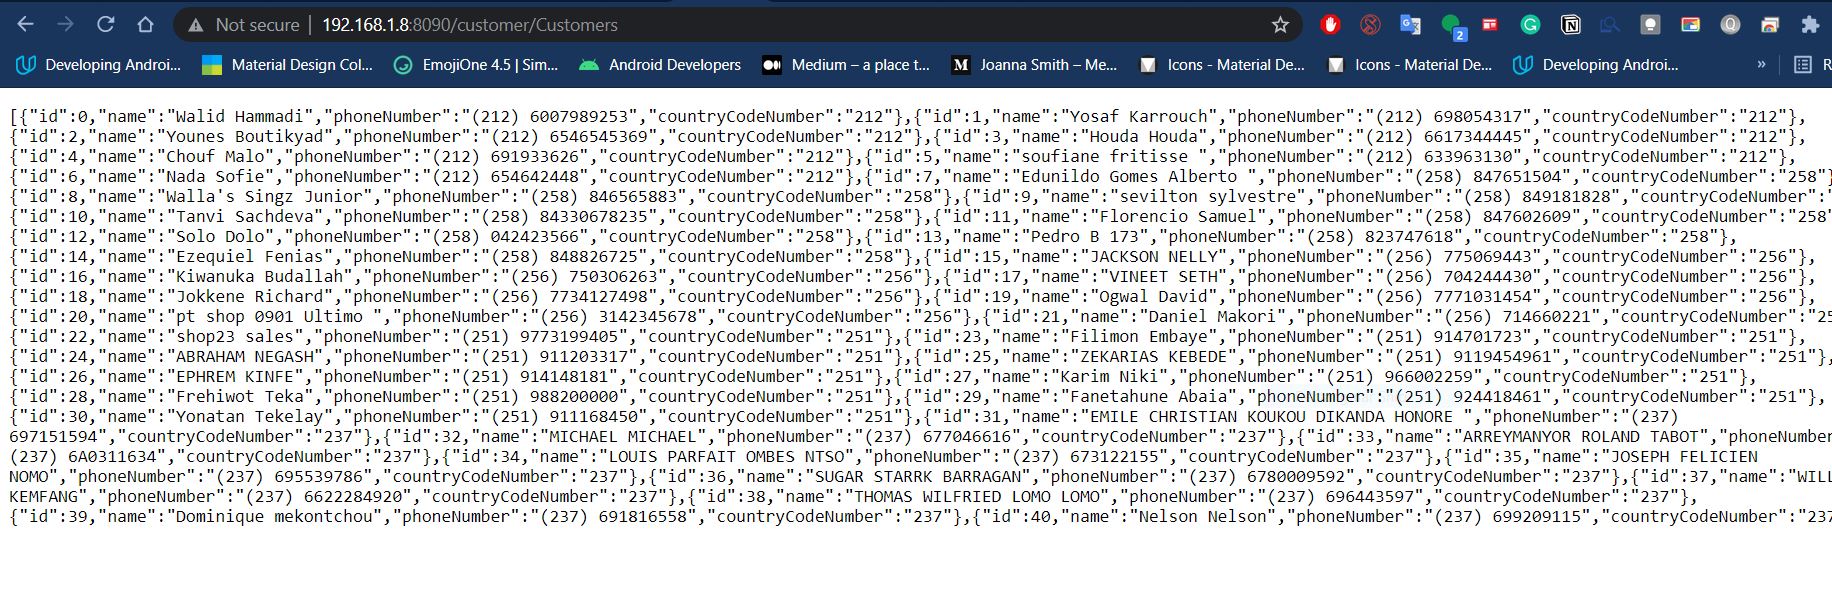 Not secure | 192.168.1.8:8090/customer/Customers
2
Developing Androi... Material Design Col... EmojiOne 4.5 | Sim... Android Developers Medium – a place t... Joanna Smith – Me... Icons - Material De... Icons - Material De... Developing Androi... » R
[{"id":0,"name":"Walid Hammadi","phoneNumber":"(212) 6007989253","countryCodeNumber":"212"},{"id":1,"name":"Yosaf Karrouch","phoneNumber":"(212) 698054317","countryCodeNumber":"212"},
{"id":2,"name":"Younes Boutikyad","phoneNumber":"(212) 6546545369","countryCodeNumber":"212"},{"id":3,"name":"Houda Houda","phoneNumber":"(212) 6617344445","countryCodeNumber":"212"},
{"id":4,"name":"Chouf Malo","phoneNumber":"(212) 691933626","countryCodeNumber":"212"},{"id":5,"name":"soufiane fritisse ","phoneNumber":"(212) 633963130","countryCodeNumber":"212"},
{"id":6,"name":"Nada Sofie","phoneNumber":"(212) 654642448","countryCodeNumber":"212"},{"id":7,"name":"Edunildo Gomes Alberto ","phoneNumber":"(258) 847651504","countryCodeNumber":"258"}
{"id":8,"name":"Walla's Singz Junior","phoneNumber":"(258) 846565883","countryCodeNumber":"258"},{"id":9,"name":"sevilton sylvestre","phoneNumber":"(258) 849181828","countryCodeNumber":"
{"id":10,"name":"Tanvi Sachdeva","phoneNumber":"(258) 84330678235","countryCodeNumber":"258"},{"id":11,"name":"Florencio Samuel","phoneNumber":"(258) 847602609","countryCodeNumber":"258"
{"id":12,"name":"Solo Dolo","phoneNumber":"(258) 042423566","countryCodeNumber":"258"},{"id":13,"name":"Pedro B 173","phoneNumber":"(258) 823747618","countryCodeNumber":"258"},
{"id":14,"name":"Ezequiel Fenias","phoneNumber":"(258) 848826725","countryCodeNumber":"258"},{"id":15,"name":"JACKSON NELLY","phoneNumber":"(256) 775069443","countryCodeNumber":"256"},
{"id":16,"name":"Kiwanuka Budallah","phoneNumber":"(256) 750306263","countryCodeNumber":"256"},{"id":17,"name":"VINEET SETH","phoneNumber":"(256) 704244430","countryCodeNumber":"256"},
{"id":18,"name":"Jokkene Richard","phoneNumber":"(256) 7734127498","countryCodeNumber":"256"},{"id":19,"name":"Ogwal David","phoneNumber":"(256) 7771031454","countryCodeNumber":"256"},
{"id":20,"name":"pt shop 0901 Ultimo ","phoneNumber":"(256) 3142345678","countryCodeNumber":"256"},{"id":21,"name":"Daniel Makori","phoneNumber":"(256) 714660221","countryCodeNumber":"25
{"id":22,"name":"shop23 sales","phoneNumber":"(251) 9773199405","countryCodeNumber":"251"},{"id":23,"name":"Filimon Embaye","phoneNumber":"(251) 914701723","countryCodeNumber":"251"},
{"id":24,"name":"ABRAHAM NEGASH","phoneNumber":"(251) 911203317","countryCodeNumber":"251"},{"id":25,"name":"ZEKARIAS KEBEDE","phoneNumber":"(251) 9119454961","countryCodeNumber":"251"},
{"id":26,"name":"EPHREM KINFE","phoneNumber":"(251) 914148181","countryCodeNumber":"251"},{"id":27,"name":"Karim Niki","phoneNumber":"(251) 966002259","countryCodeNumber":"251"},
{"id":28,"name":"Frehiwot Teka","phoneNumber":"(251) 988200000","countryCodeNumber":"251"},{"id":29,"name":"Fanetahune Abaia","phoneNumber":"(251) 924418461","countryCodeNumber":"251"},
{"id":30,"name":"Yonatan Tekelay","phoneNumber":"(251) 911168450","countryCodeNumber":"251"},{"id":31,"name":"EMILE CHRISTIAN KOUKOU DIKANDA HONORE ","phoneNumber":"(237)
697151594","countryCodeNumber":"237"},{"id":32,"name":"MICHAEL MICHAEL","phoneNumber":"(237) 677046616","countryCodeNumber":"237"},{"id":33,"name":"ARREYMANYOR ROLAND TABOT","phoneNumber
(237) 6A0311634","countryCodeNumber":"237"},{"id":34,"name":"LOUIS PARFAIT OMBES NTSO","phoneNumber":"(237) 673122155","countryCodeNumber":"237"},{"id":35,"name":"JOSEPH FELICIEN
NOMO","phoneNumber":"(237) 695539786","countryCodeNumber":"237"},{"id":36,"name":"SUGAR STARRK BARRAGAN","phoneNumber":"(237) 6780009592","countryCodeNumber":"237"},{"id":37,"name":"WILL
KEMFANG","phoneNumber":"(237) 6622284920","countryCodeNumber":"237"},{"id":38,"name":"THOMAS WILFRIED LOMO LOMO","phoneNumber":"(237) 696443597","countryCodeNumber":"237"},
{"id":39,"name":"Dominique mekontchou","phoneNumber":"(237) 691816558","countryCodeNumber":"237"},{"id":40,"name":"Nelson Nelson","phoneNumber":"(237) 699209115","countryCodeNumber":"237